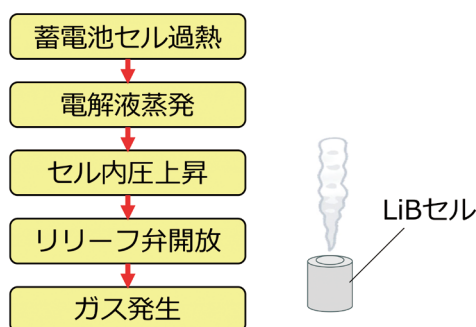 蓄電池セル過熱
電解液蒸発
セル内圧上昇
リリーフ弁開放
ガス発生
LiBセル